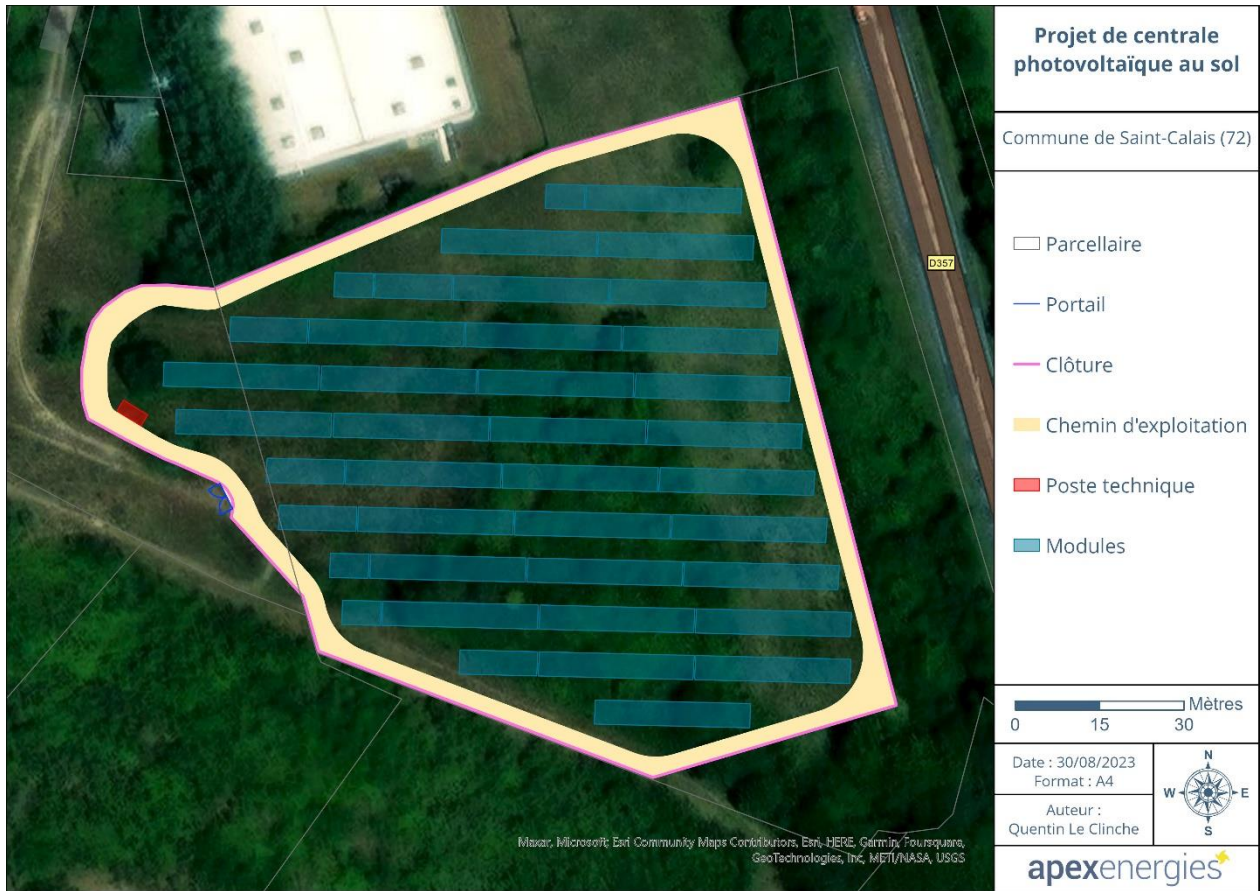 Projet de centrale
photovoltaïque au sol
Commune de Saint-Calais (72)
Parcellaire
Portail
Clôture
Chemin d'exploitation
Poste technique
Modules
D357
Mètres
0 15 30
Date : 30/08/2023
Format : A4
Auteur :
Quentin Le Clinche
N
W E
S
apexenergies
Maxar, Microsoft, Esri Community Maps Contributors, Esri, HERE, Garmin, Foursquare,
GeoTechnologies, Inc, METI/NASA, USGS